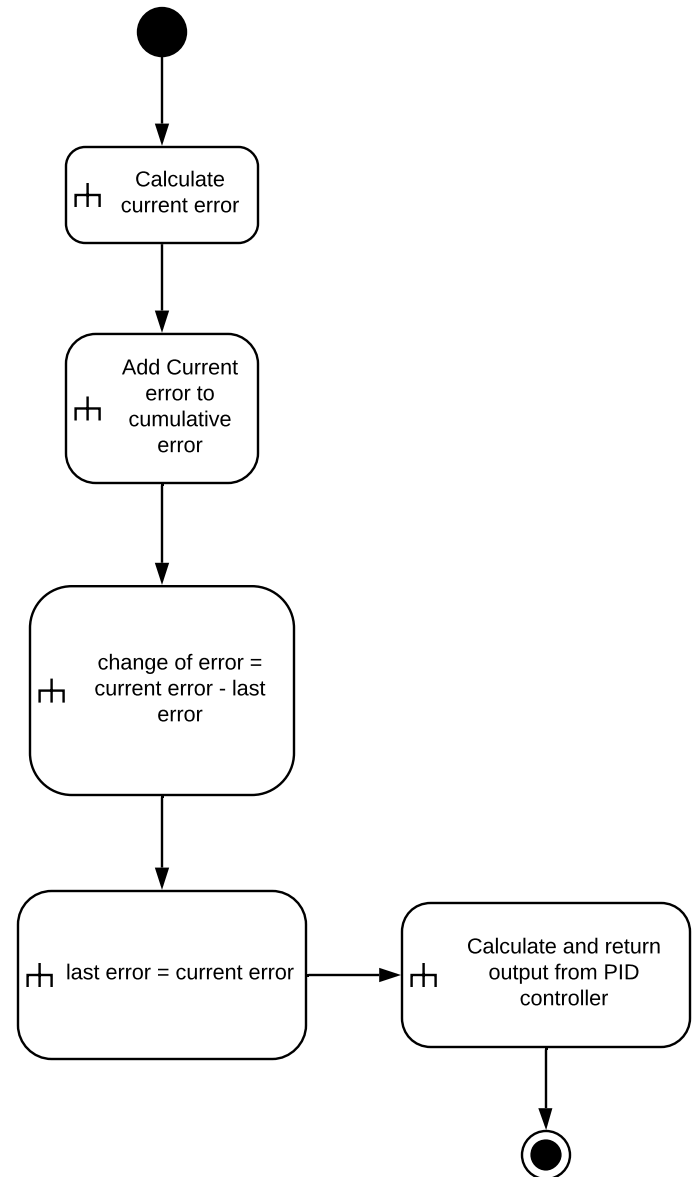 Calculate
current error
Add Current
error to
cumulative
error
change of error =
current error - last
error
last error = current error
Calculate and return
output from PID
controller